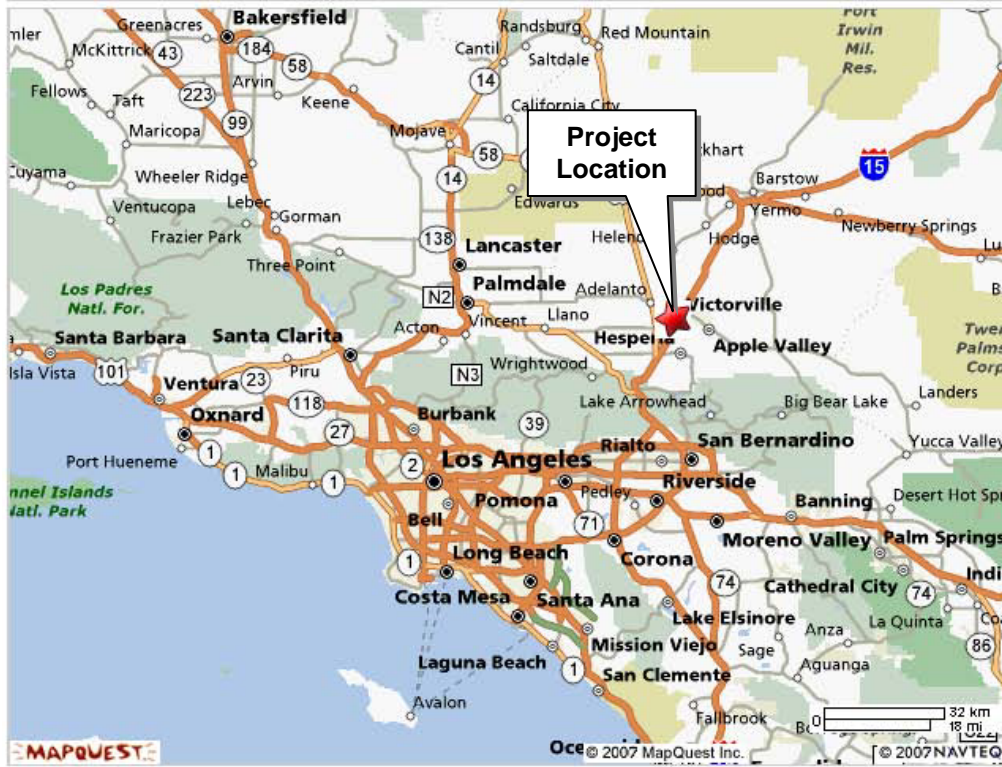 Bakersfield
Greenacres
184
58
43
McKittrick
Arvin
Keene
Fellows
Taft
223
99
Maricopa
Wheeler Ridge
Ventucopa
Lebec
Gorman
Frazier Park
Three Point
Randsburg
Red Mountain
Cantil
Saltdale
14
California City
Mojave
58
14
Edwards
138
Fort
Irwin
Mil.
Res.
15
Project
Location
Barstow
Yermo
Newberry Springs
Hodge
Lancaster
Palmdale
N2
Adelanto
Victorville
Hesperia
Apple Valley
Acton
Vincent
Llano
Wrightwood
N3
Los Padres
Natl. For.
Santa Barbara
Isla Vista
101
Santa Clarita
Piru
Ventura
23
118
Oxnard
27
Port Hueneme
1
Malibu
1
1
Burbank
39
2
Los Angeles
Lake Arrowhead
Big Bear Lake
Landers
Yucca Valley
Rialto
San Bernardino
Pomona
Pedley
Riverside
Bell
71
Banning
Moreno Valley
Palm Springs
Corona
Long Beach
1
74
Cathedral City
74
Costa Mesa
Santa Ana
Lake Elsinore
La Quinta
Mission Viejo
Anza
Sage
86
Laguna Beach
1
San Clemente
Aguanga
Avalon
Fallbrook
0
32 km
18 mi
MAPQUEST
© 2007 MapQuest Inc.
© 2007 NAVTEQ